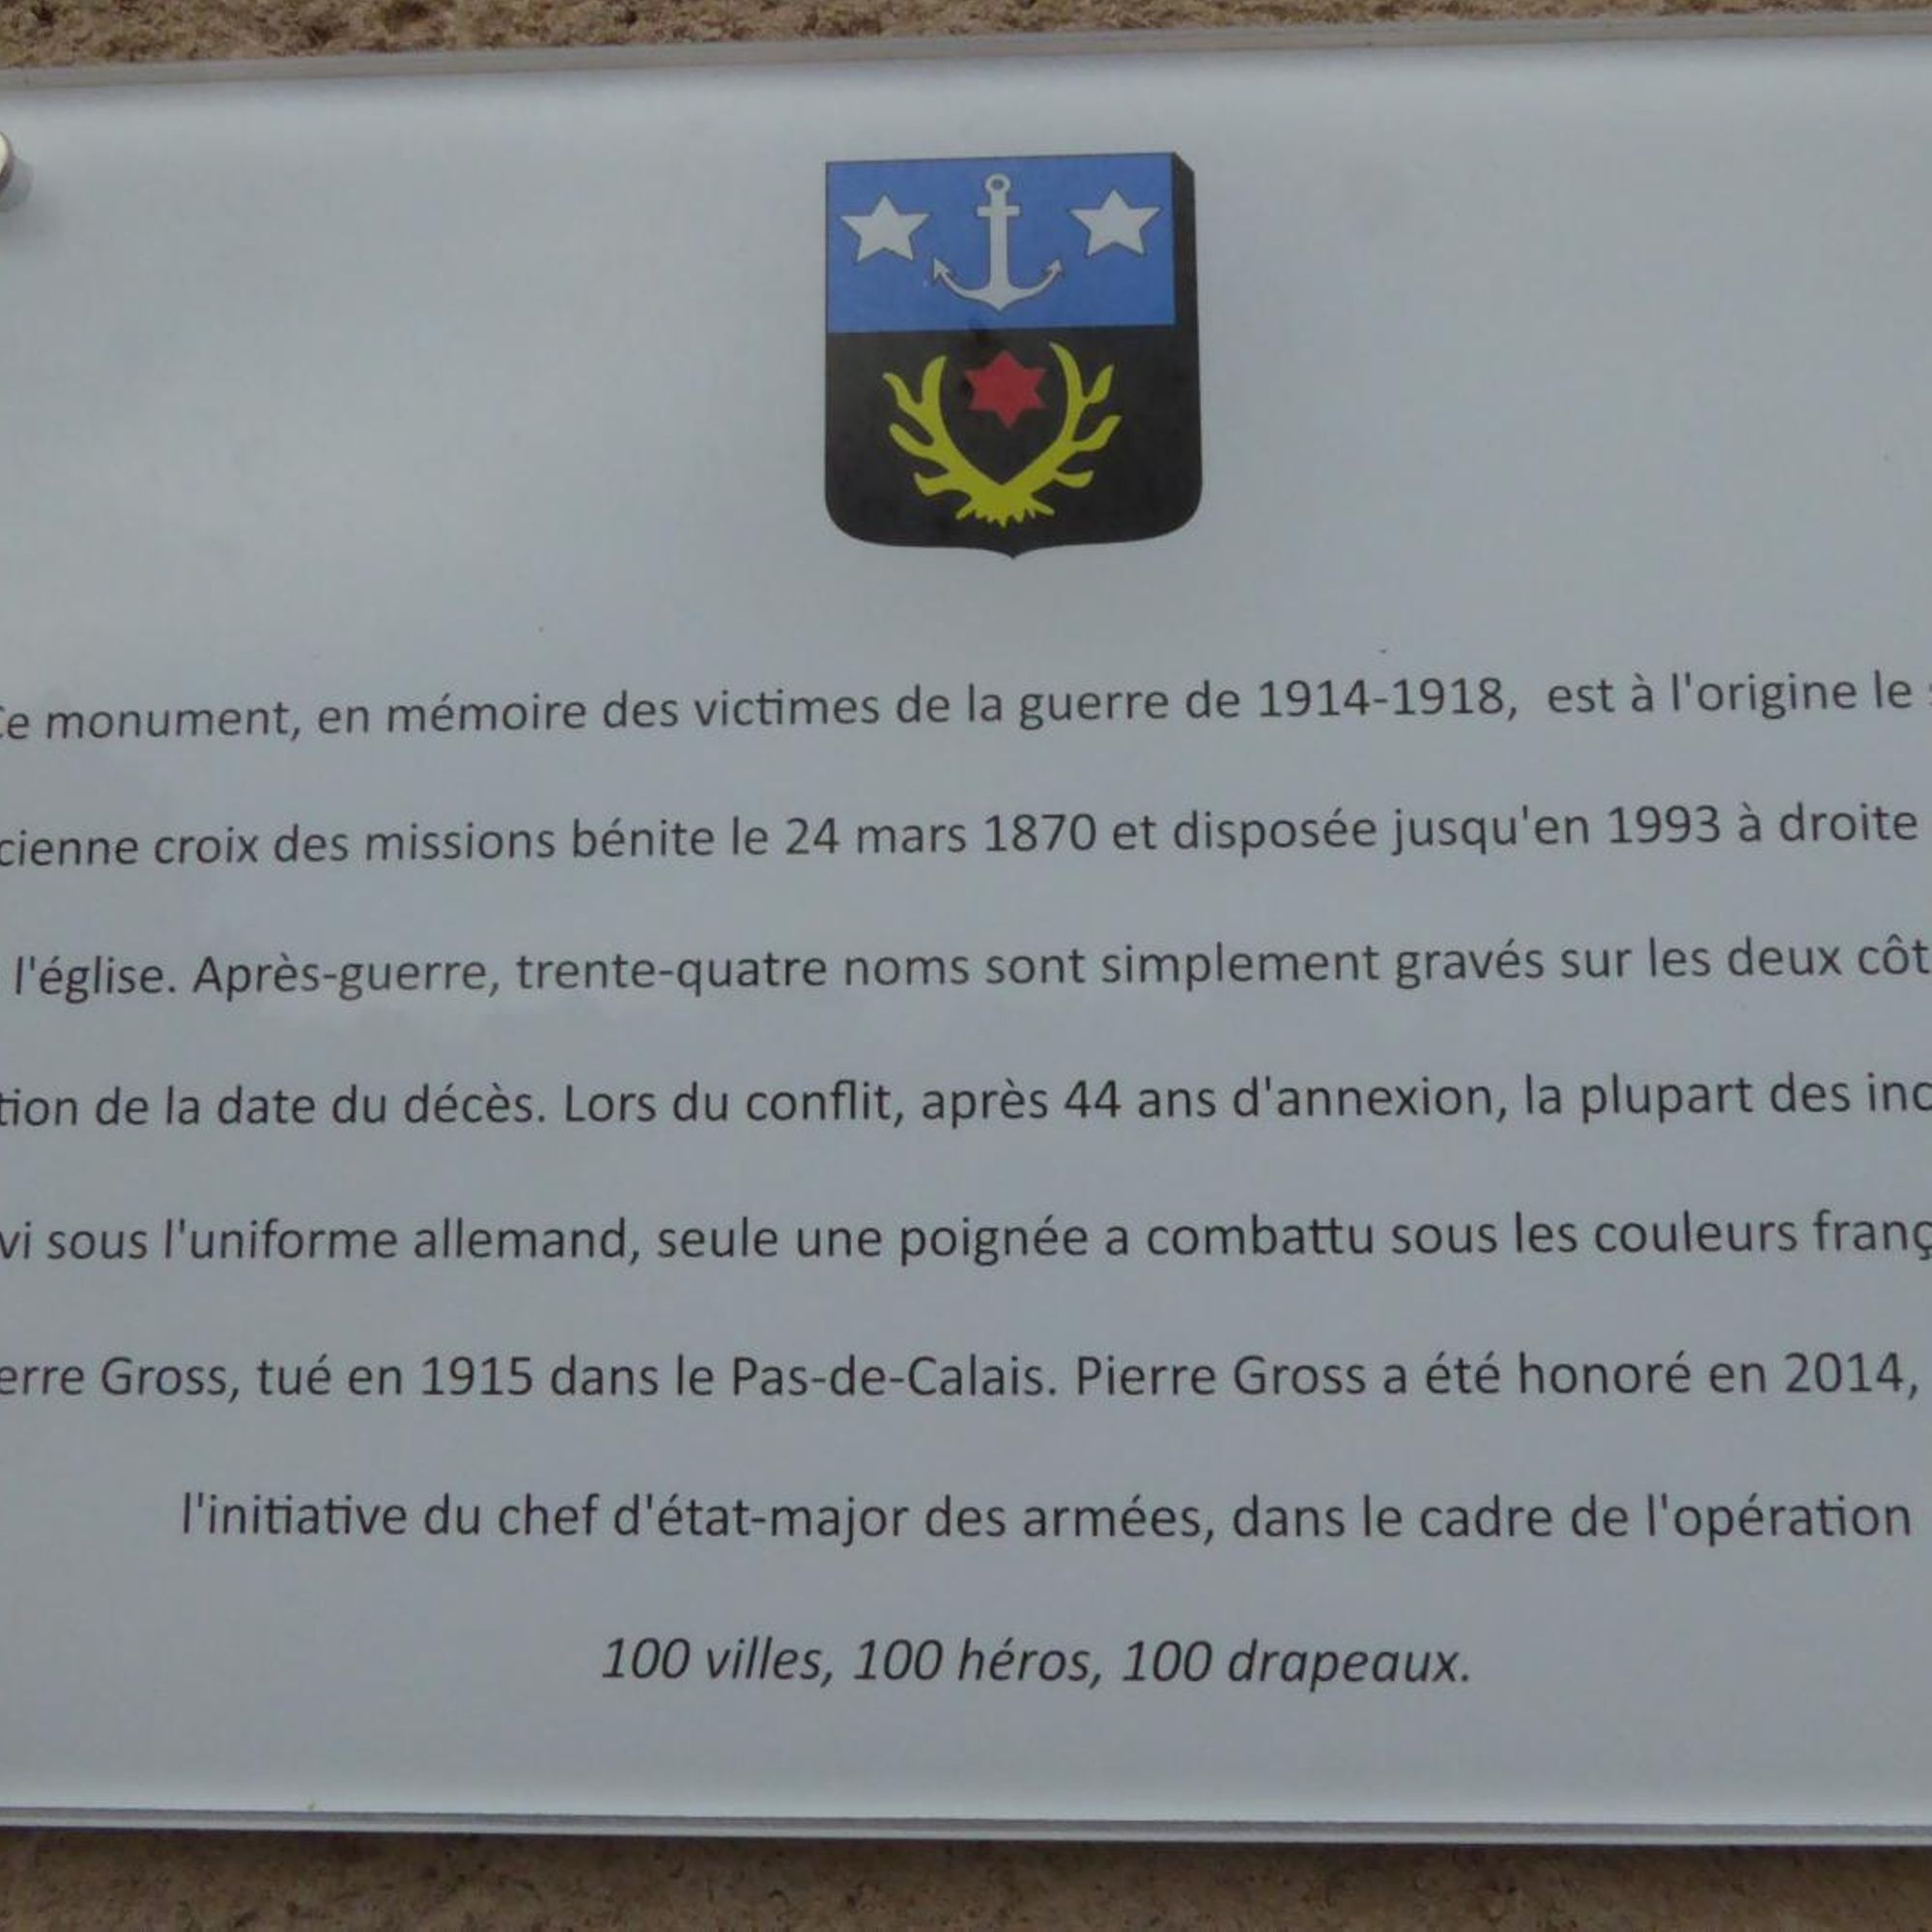 Ce monument, en mémoire des victimes de la guerre de 1914-1918, est à l'origine le
cienne croix des missions bénite le 24 mars 1870 et disposée jusqu'en 1993 à droite
l'église. Après-guerre, trente-quatre noms sont simplement gravés sur les deux côt
tion de la date du décès. Lors du conflit, après 44 ans d'annexion, la plupart des inc
vi sous l'uniforme allemand, seule une poignée a combattu sous les couleurs franç
erre Gross, tué en 1915 dans le Pas-de-Calais. Pierre Gross a été honoré en 2014,
l'initiative du chef d'état-major des armées, dans le cadre de l'opération
100 villes, 100 héros, 100 drapeaux.